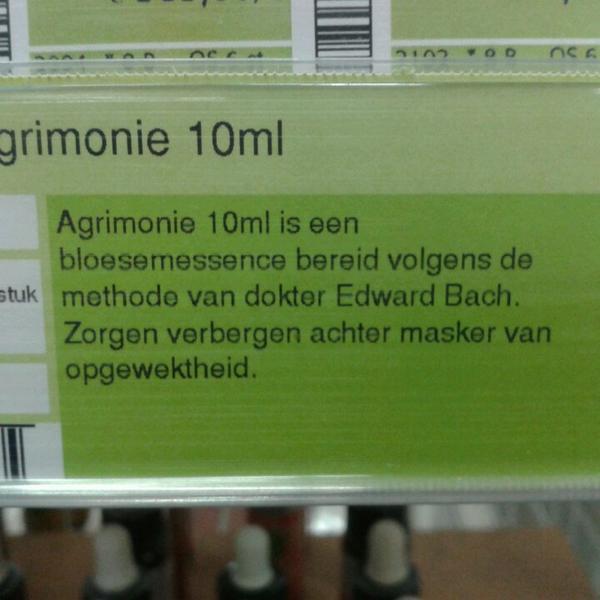 grimonie 10ml
Agrimonie 10ml is een
bloesemessence bereid volgens de
methode van dokter Edward Bach.
stuk
Zorgen verbergen achter masker van
opgewektheid.